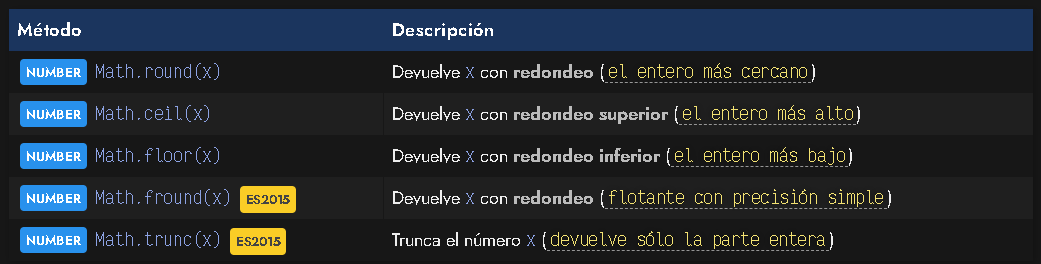 Método Descripción
NUMBER Math.round(x) Devuelve x con redondeo (el entero más cercano)
NUMBER Math.ceil(x) Devuelve x con redondeo superior (el entero más alto)
NUMBER Math.floor(x) Devuelve x con redondeo inferior (el entero más bajo)
NUMBER Math.fround(x) ES2015 Devuelve x con redondeo (flotante con precisión simple)
NUMBER Math.trunc(x) ES2015 Trunca el número x (devuelve sólo la parte entera)